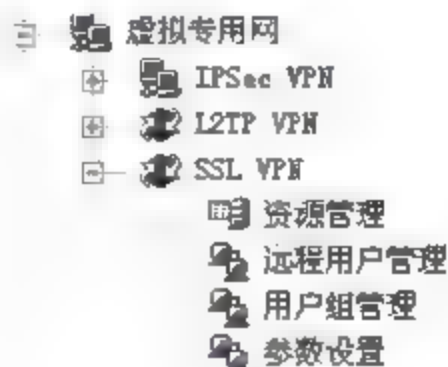 虚拟专用网
IPSec VPN
L2TP VPN
SSL VPN
资源管理
远程用户管理
用户组管理
参数设置